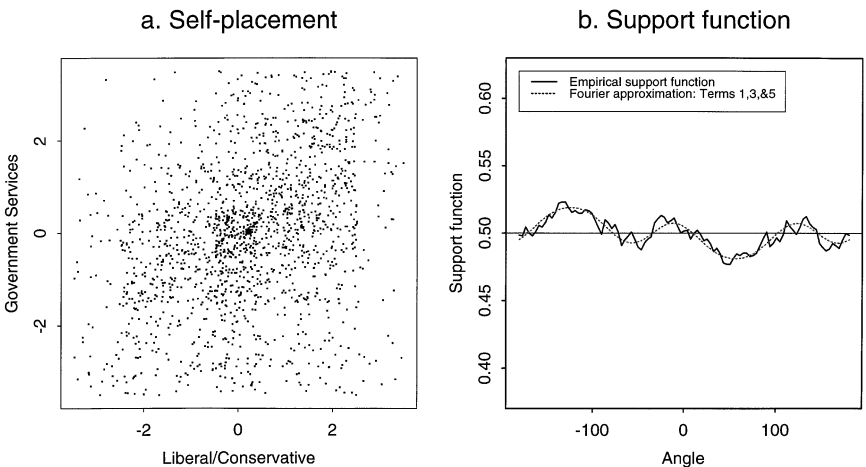 a. Self-placement
Government Services
2
0
-2
-2
0
2
Liberal/Conservative
b. Support function
Empirical support function
Fourier approximation: Terms 1,3,&5
Support function
0.60
0.55
0.50
0.45
0.40
-100
0
100
Angle